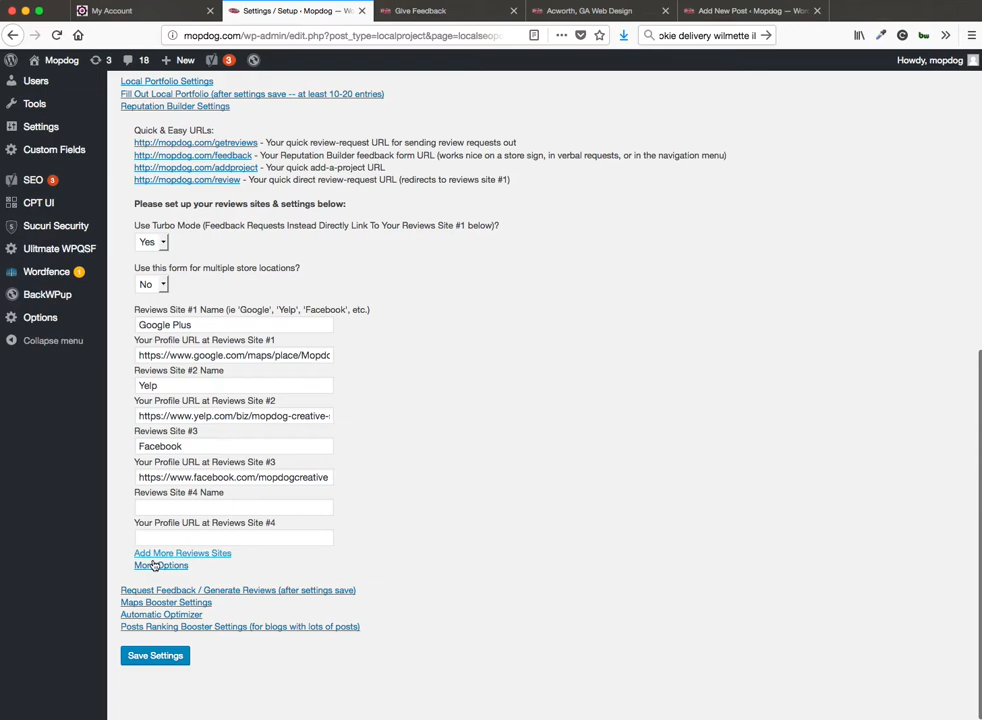 My Account
Settings / Setup ‹ Mopdog — Wo
Give Feedback
Acworth, GA Web Design
Add New Post ‹ Mopdog — Wor
mopdog.com/wp-admin/edit.php?post_type=localproject&page=localseop
okie delivery wilmette il
Mopdog
3
18
New
3
Howdy, mopdog
Users
Tools
Settings
Custom Fields
SEO 3
CPT UI
Sucuri Security
Ulitmate WPQSF
Wordfence 1
BackWPup
Options
Collapse menu
Local Portfolio Settings
Fill Out Local Portfolio (after settings save -- at least 10-20 entries)
Reputation Builder Settings
Quick & Easy URLs:
http://mopdog.com/getreviews - Your quick review-request URL for sending review requests out
http://mopdog.com/feedback - Your Reputation Builder feedback form URL (works nice on a store sign, in verbal requests, or in the navigation menu)
http://mopdog.com/addproject - Your quick add-a-project URL
http://mopdog.com/review - Your quick direct review-request URL (redirects to reviews site #1)
Please set up your reviews sites & settings below:
Use Turbo Mode (Feedback Requests Instead Directly Link To Your Reviews Site #1 below)?
Yes
Use this form for multiple store locations?
No
Reviews Site #1 Name (ie 'Google', 'Yelp', 'Facebook', etc.)
Google Plus
Your Profile URL at Reviews Site #1
https://www.google.com/maps/place/Mopdo
Reviews Site #2 Name
Yelp
Your Profile URL at Reviews Site #2
https://www.yelp.com/biz/mopdog-creative-s
Reviews Site #3
Facebook
Your Profile URL at Reviews Site #3
https://www.facebook.com/mopdogcreative
Reviews Site #4 Name
Your Profile URL at Reviews Site #4
Add More Reviews Sites
More Options
Request Feedback / Generate Reviews (after settings save)
Maps Booster Settings
Automatic Optimizer
Posts Ranking Booster Settings (for blogs with lots of posts)
Save Settings